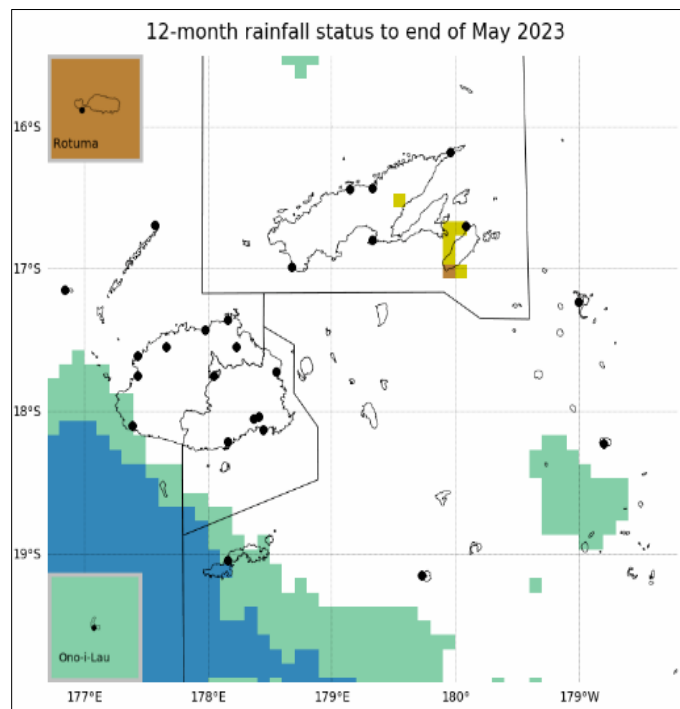 12-month rainfall status to end of May 2023
Rotuma
16°S
17°S
18°S
19°S
Ono-i-Lau
177°E
178°E
179°E
180°
179°W